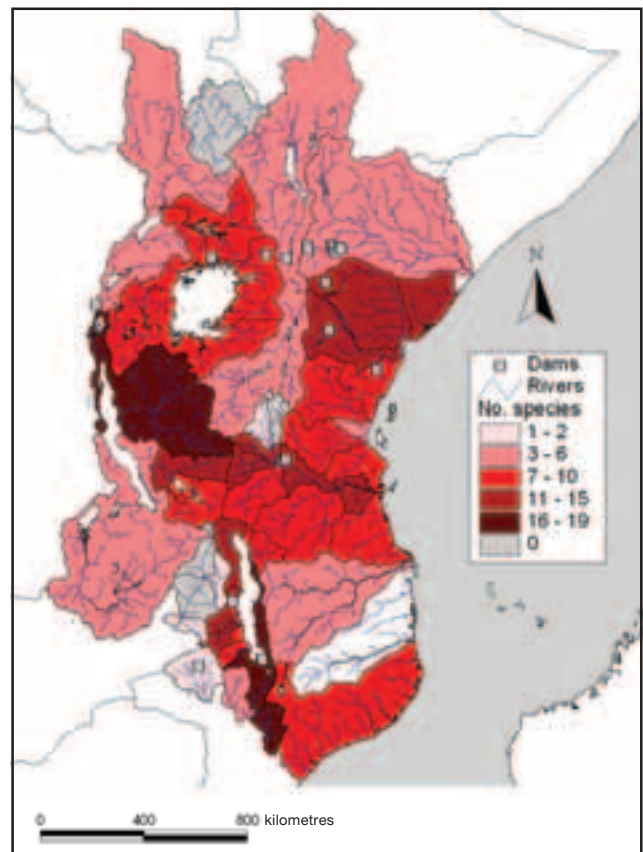 N
Dams
Rivers
No. species
1 - 2
3 - 6
7 - 10
11 - 15
16 - 19
0
0 400 800 kilometres